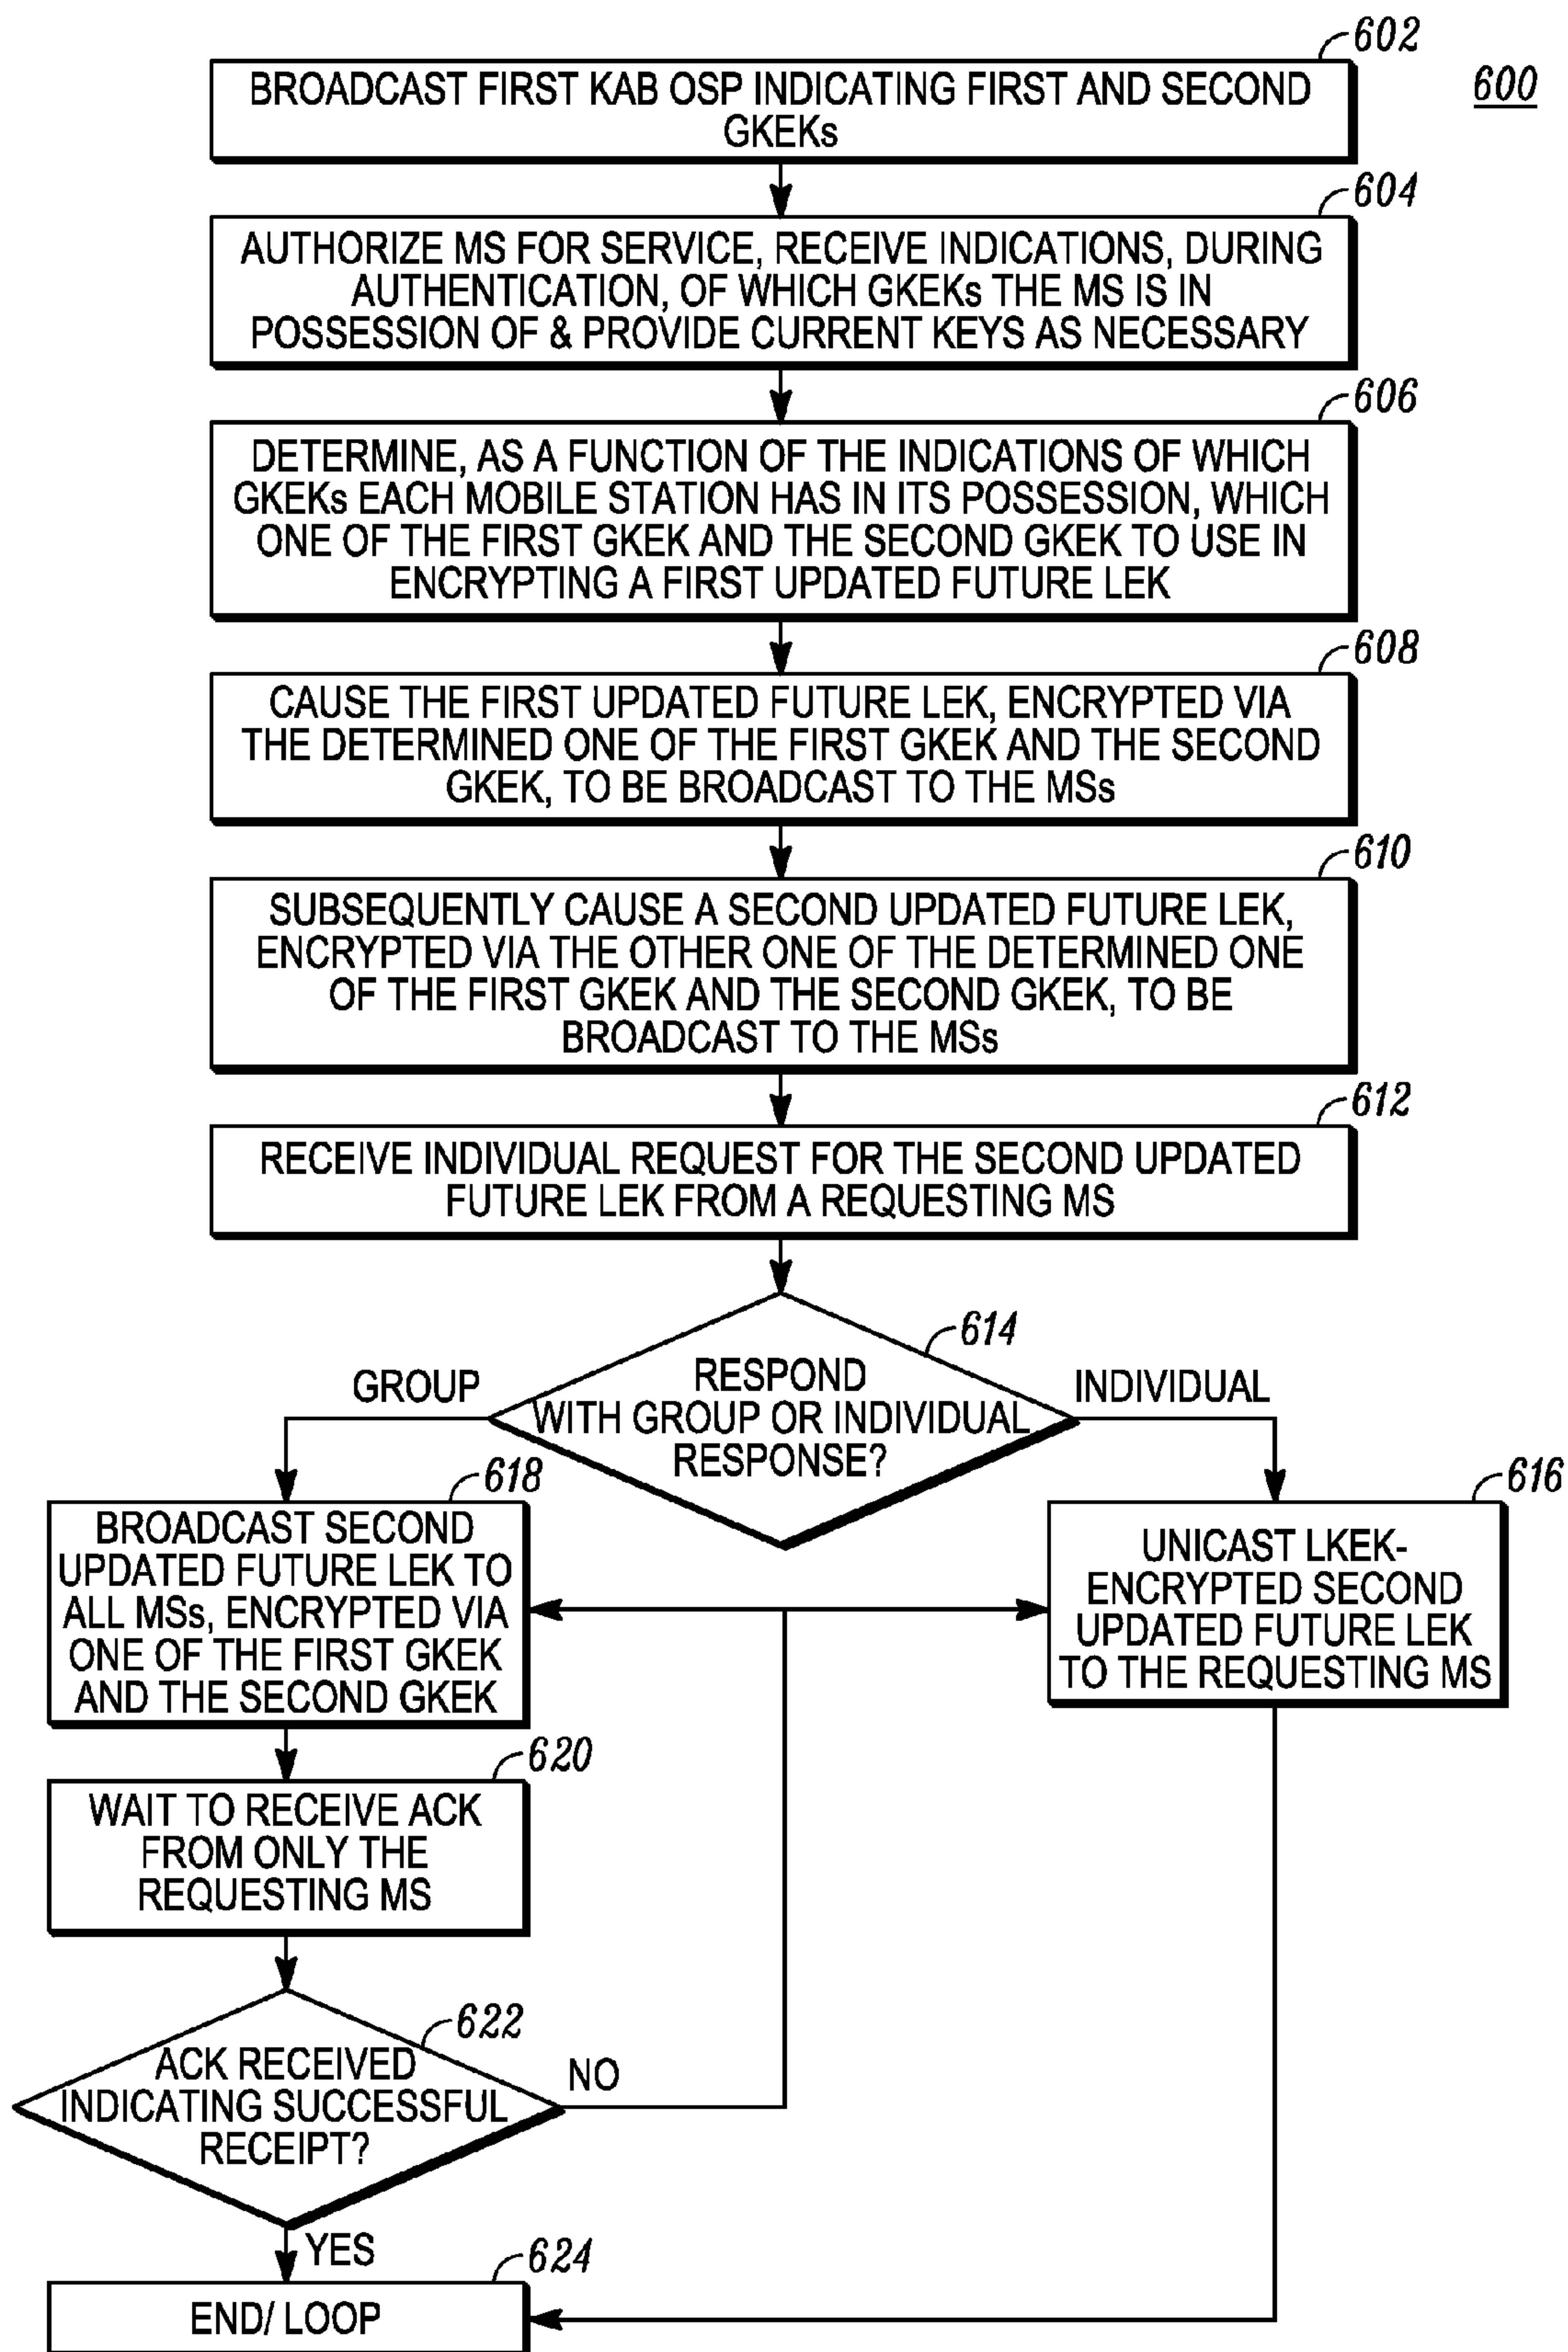 602
600
BROADCAST FIRST KAB OSP INDICATING FIRST AND SECOND
GKEKs
604
AUTHORIZE MS FOR SERVICE, RECEIVE INDICATIONS, DURING
AUTHENTICATION, OF WHICH GKEKs THE MS IS IN
POSSESSION OF & PROVIDE CURRENT KEYS AS NECESSARY
606
DETERMINE, AS A FUNCTION OF THE INDICATIONS OF WHICH
GKEKs EACH MOBILE STATION HAS IN ITS POSSESSION, WHICH
ONE OF THE FIRST GKEK AND THE SECOND GKEK TO USE IN
ENCRYPTING A FIRST UPDATED FUTURE LEK
608
CAUSE THE FIRST UPDATED FUTURE LEK, ENCRYPTED VIA
THE DETERMINED ONE OF THE FIRST GKEK AND THE SECOND
GKEK, TO BE BROADCAST TO THE MSs
610
SUBSEQUENTLY CAUSE A SECOND UPDATED FUTURE LEK,
ENCRYPTED VIA THE OTHER ONE OF THE DETERMINED ONE
OF THE FIRST GKEK AND THE SECOND GKEK, TO BE
BROADCAST TO THE MSs
612
RECEIVE INDIVIDUAL REQUEST FOR THE SECOND UPDATED
FUTURE LEK FROM A REQUESTING MS
614
GROUP
INDIVIDUAL
RESPOND
WITH GROUP OR INDIVIDUAL
RESPONSE?
618
BROADCAST SECOND
UPDATED FUTURE LEK TO
ALL MSs, ENCRYPTED VIA
ONE OF THE FIRST GKEK
AND THE SECOND GKEK
616
UNICAST LKEK-
ENCRYPTED SECOND
UPDATED FUTURE LEK
TO THE REQUESTING MS
620
WAIT TO RECEIVE ACK
FROM ONLY THE
REQUESTING MS
622
ACK RECEIVED
INDICATING SUCCESSFUL
RECEIPT?
NO
YES
624
END/ LOOP